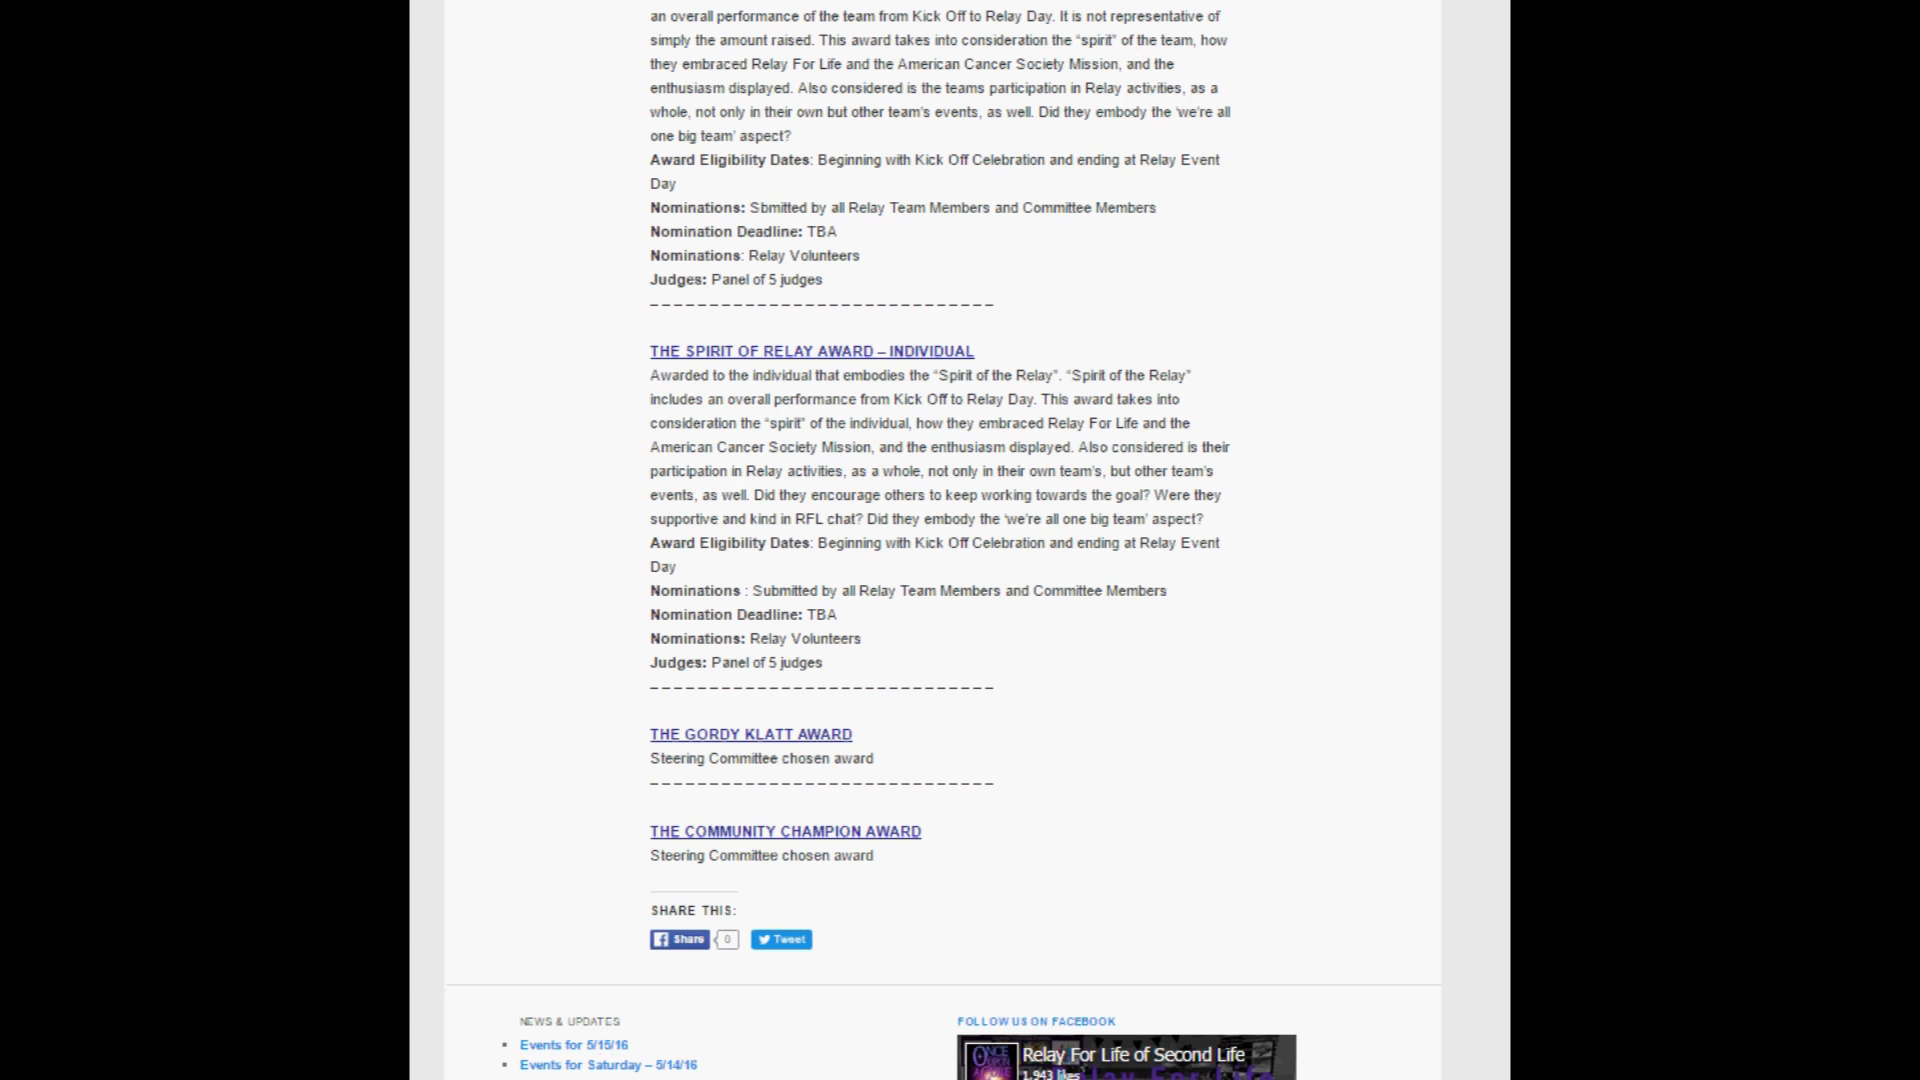 an overall performance of the team from Kick Off to Relay Day. It is not representative of
simply the amount raised. This award takes into consideration the “spirit” of the team, how
they embraced Relay For Life and the American Cancer Society Mission, and the
enthusiasm displayed. Also considered is the teams participation in Relay activities, as a
whole, not only in their own but other team’s events, as well. Did they embody the ‘we’re all
one big team’ aspect?
Award Eligibility Dates: Beginning with Kick Off Celebration and ending at Relay Event
Day
Nominations: Sbmitted by all Relay Team Members and Committee Members
Nomination Deadline: TBA
Nominations: Relay Volunteers
Judges: Panel of 5 judges
– – – – – – – – – – – – – – – – – – – – – – – – – – – – –
THE SPIRIT OF RELAY AWARD – INDIVIDUAL
Awarded to the individual that embodies the “Spirit of the Relay”. “Spirit of the Relay”
includes an overall performance from Kick Off to Relay Day. This award takes into
consideration the “spirit” of the individual, how they embraced Relay For Life and the
American Cancer Society Mission, and the enthusiasm displayed. Also considered is their
participation in Relay activities, as a whole, not only in their own team’s, but other team’s
events, as well. Did they encourage others to keep working towards the goal? Were they
supportive and kind in RFL chat? Did they embody the ‘we’re all one big team’ aspect?
Award Eligibility Dates: Beginning with Kick Off Celebration and ending at Relay Event
Day
Nominations : Submitted by all Relay Team Members and Committee Members
Nomination Deadline: TBA
Nominations: Relay Volunteers
Judges: Panel of 5 judges
– – – – – – – – – – – – – – – – – – – – – – – – – – – – –
THE GORDY KLATT AWARD
Steering Committee chosen award
– – – – – – – – – – – – – – – – – – – – – – – – – – – – –
THE COMMUNITY CHAMPION AWARD
Steering Committee chosen award
SHARE THIS:
Share 0 Tweet
NEWS & UPDATES
Events for 5/15/16
Events for Saturday – 5/14/16
FOLLOW US ON FACEBOOK
Relay For Life of Second Life
1,943 likes
ONCE UPON